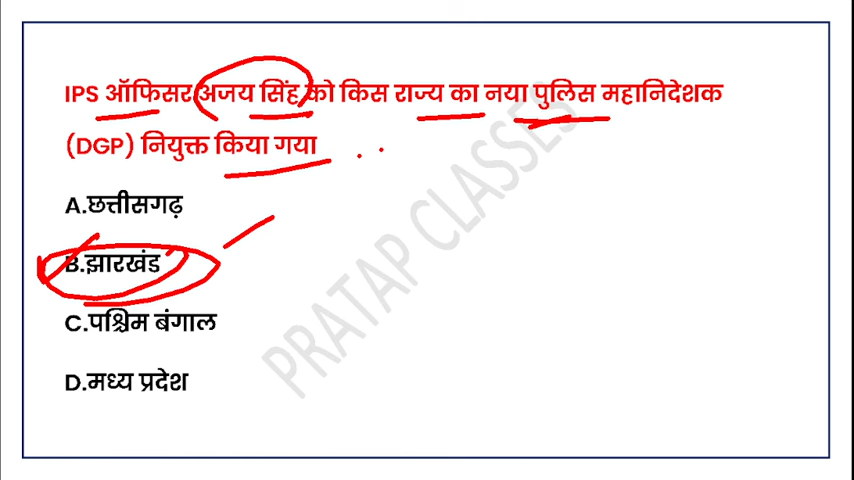 IPS ऑफिसर अजय सिंह को किस राज्य का नया पुलिस महानिदेशक
(DGP) नियुक्त किया गया
A.छत्तीसगढ़
B.झारखंड
C.पश्चिम बंगाल
D.मध्य प्रदेश
PRATAP CLASSES